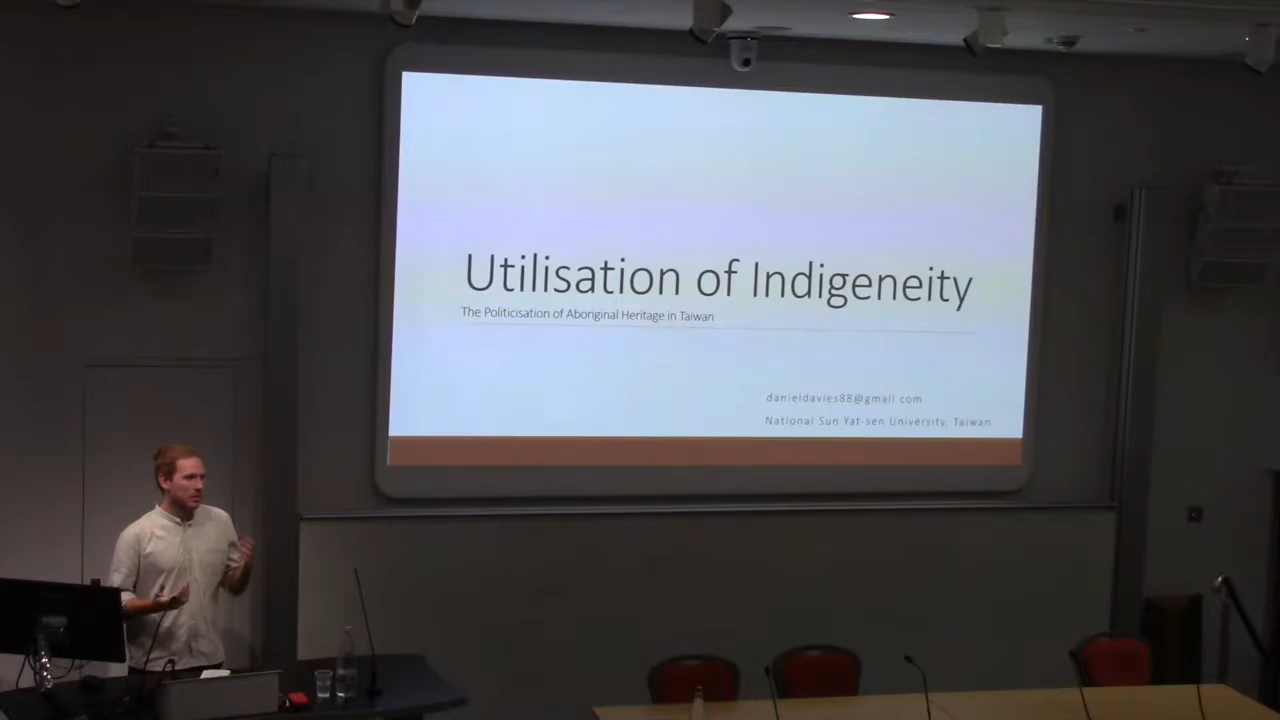 Utilisation of Indigeneity
The Politicisation of Aboriginal Heritage in Taiwan
danieldavies88@gmail.com
National Sun Yat-sen University, Taiwan